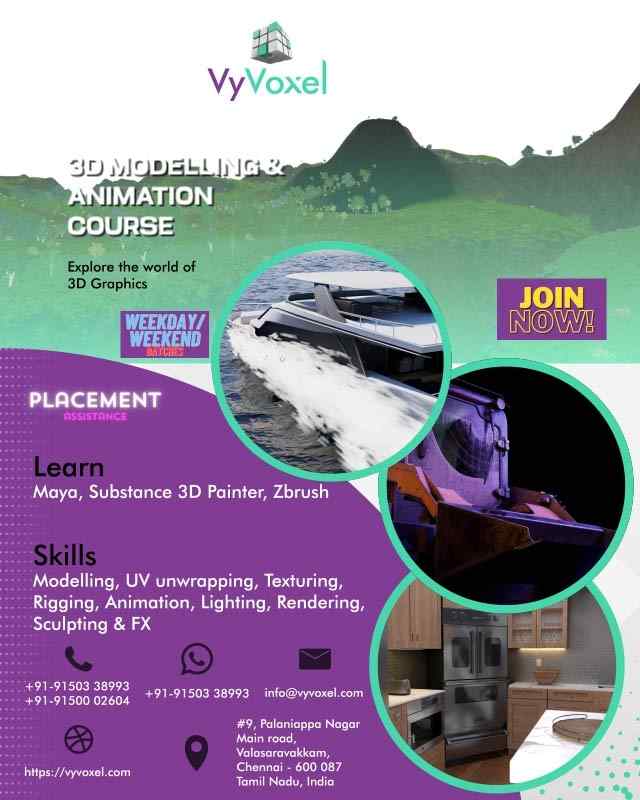 VyVoxel
3D MODELLING &
ANIMATION
COURSE
Explore the world of
3D Graphics
WEEKDAY/
WEEKEND
BATCHES
JOIN
NOW!
PLACEMENT
ASSISTANCE
Learn
Maya, Substance 3D Painter, Zbrush
Skills
Modelling, UV unwrapping, Texturing,
Rigging, Animation, Lighting, Rendering,
Sculpting & FX
+91-91503 38993
+91-91500 02604
+91-91503 38993
info@vyvoxel.com
https://vyvoxel.com
#9, Palaniappa Nagar
Main road,
Valasaravakkam,
Chennai - 600 087
Tamil Nadu, India